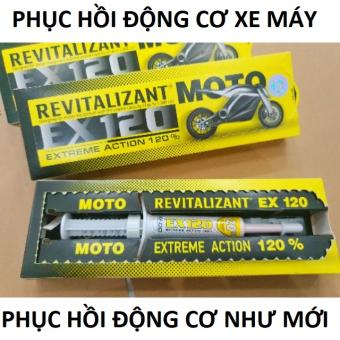 PHỤC HỒI ĐỘNG CƠ XE MÁY
REVITALIZANT
MOTO
EX120
EXTREME ACTION 120 %
MOTO
REVITALIZANT® EX 120
EX120
MOTO
EXTREME ACTION 120 %
PHỤC HỒI ĐỘNG CƠ NHƯ MỚI